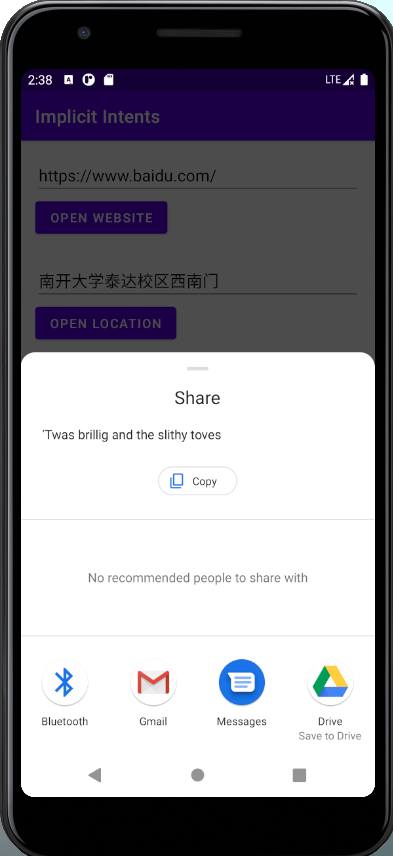 2:38
LTE
Implicit Intents
https://www.baidu.com/
OPEN WEBSITE
南开大学泰达校区西南门
OPEN LOCATION
Share
'Twas brillig and the slithy toves
Copy
No recommended people to share with
Bluetooth
Gmail
Messages
Drive
Save to Drive